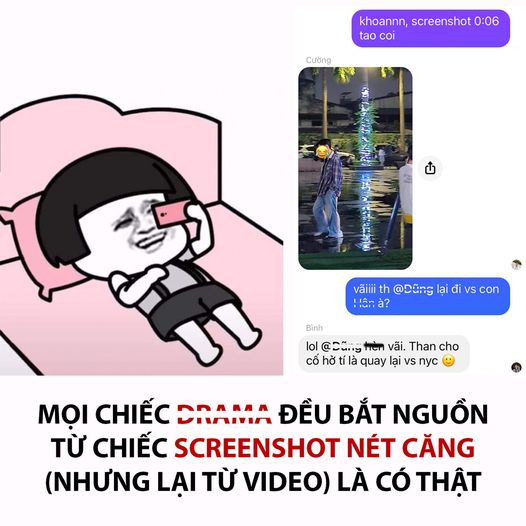 khoannn, screenshot 0:06
tao coi
Cường
vãiiii th @Dũng lại đi vs con
Hân à?
Bình
lol @Dũng hèn vãi. Than cho
cố hở tí là quay lại vs nyc 🙂
MỌI CHIẾC DRAMA ĐỀU BẮT NGUỒN
TỪ CHIẾC SCREENSHOT NÉT CĂNG
(NHƯNG LẠI TỪ VIDEO) LÀ CÓ THẬT